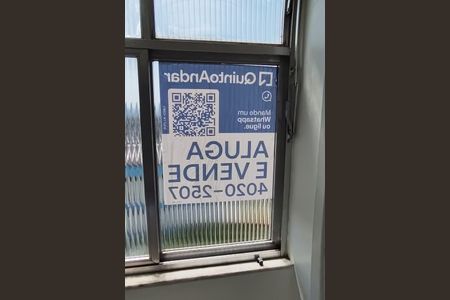 QuintoAndar
Mande um
Whatsapp
ou ligue.
ALUGA
E VENDE
4020-2507